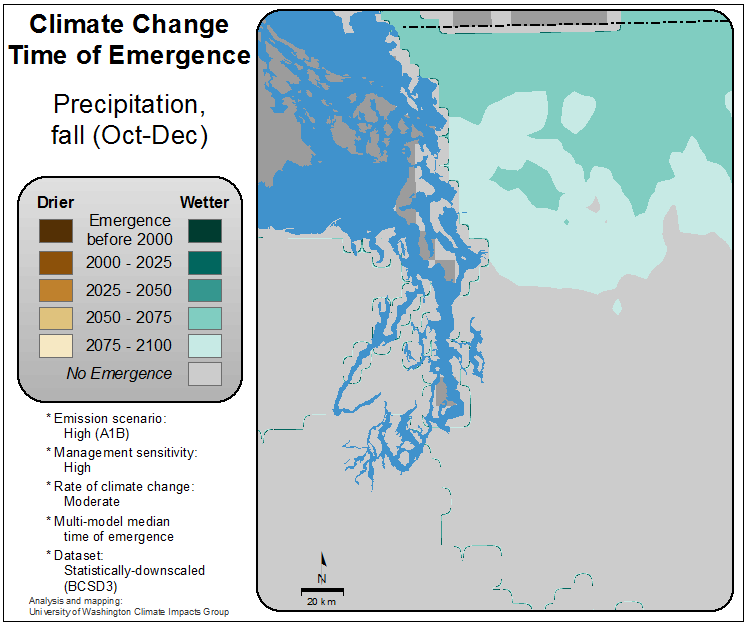 Climate Change
Time of Emergence
Precipitation,
fall (Oct-Dec)
Drier
Wetter
Emergence
before 2000
2000 - 2025
2025 - 2050
2050 - 2075
2075 - 2100
No Emergence
* Emission scenario:
High (A1B)
* Management sensitivity:
High
* Rate of climate change:
Moderate
* Multi-model median
time of emergence
* Dataset:
Statistically-downscaled
(BCSD3)
Analysis and mapping:
University of Washington Climate Impacts Group
N
20 km